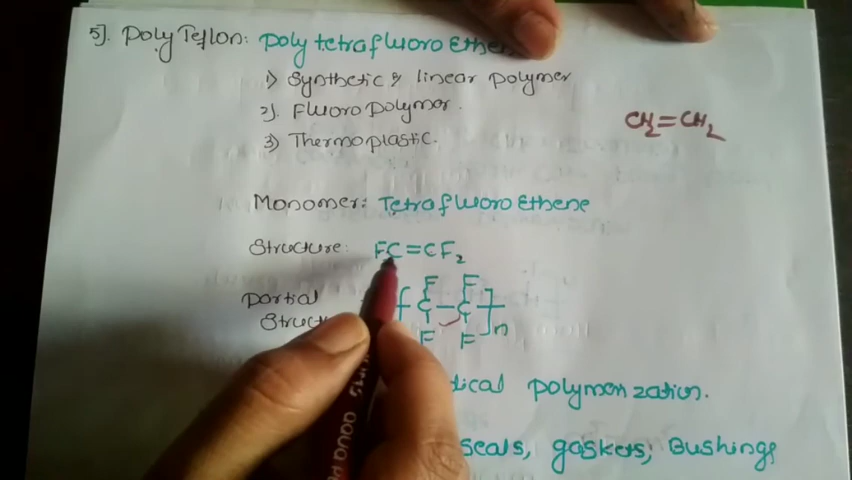 5]. Poly Teflon: Poly tetrafluoro Ethene
1) Synthetic & linear polymer
2). Fluoro Polymer.
3) Thermoplastic.
CH2=CH2
Monomer: Tetrafluoro Ethene
Structure: FC=CF2
Partial
F F
C-C
]n
F F
polymerization.
seals, gaskets, Bushings